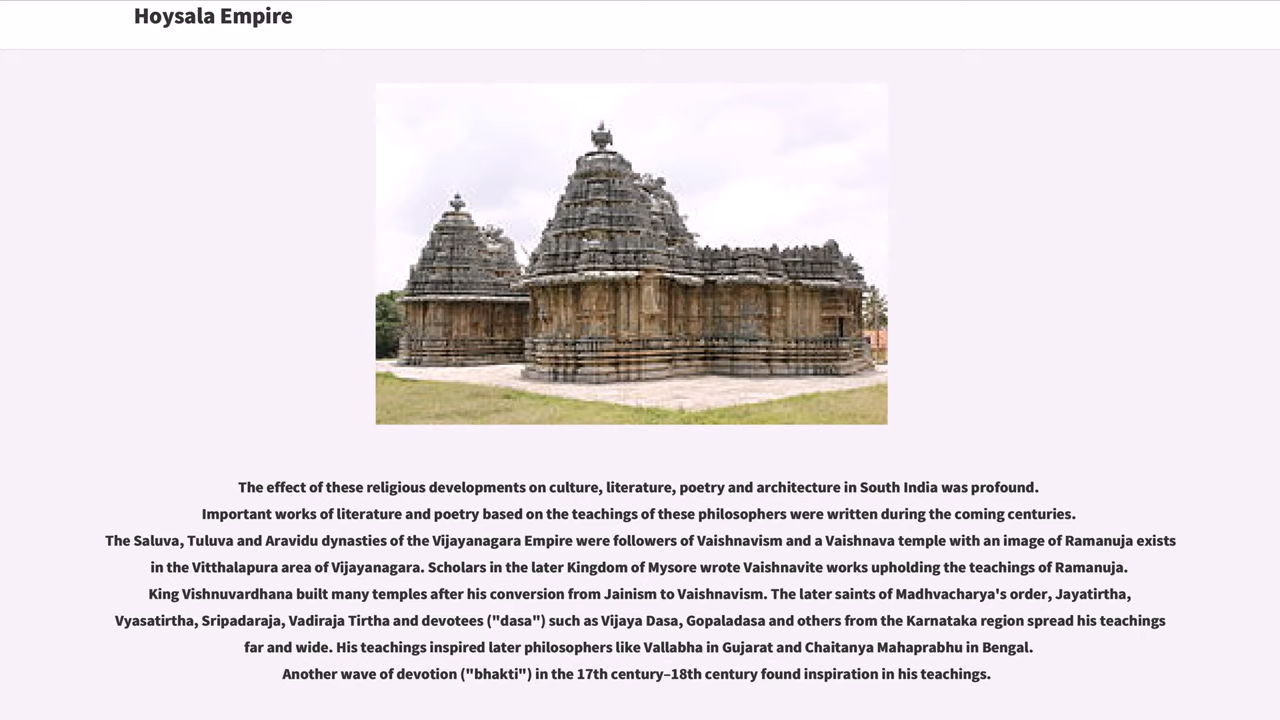 Hoysala Empire
The effect of these religious developments on culture, literature, poetry and architecture in South India was profound.
Important works of literature and poetry based on the teachings of these philosophers were written during the coming centuries.
The Saluva, Tuluva and Aravidu dynasties of the Vijayanagara Empire were followers of Vaishnavism and a Vaishnava temple with an image of Ramanuja exists
in the Vitthalapura area of Vijayanagara. Scholars in the later Kingdom of Mysore wrote Vaishnavite works upholding the teachings of Ramanuja.
King Vishnuvardhana built many temples after his conversion from Jainism to Vaishnavism. The later saints of Madhvacharya's order, Jayatirtha,
Vyasatirtha, Sripadaraja, Vadiraja Tirtha and devotees ("dasa") such as Vijaya Dasa, Gopaladasa and others from the Karnataka region spread his teachings
far and wide. His teachings inspired later philosophers like Vallabha in Gujarat and Chaitanya Mahaprabhu in Bengal.
Another wave of devotion ("bhakti") in the 17th century–18th century found inspiration in his teachings.